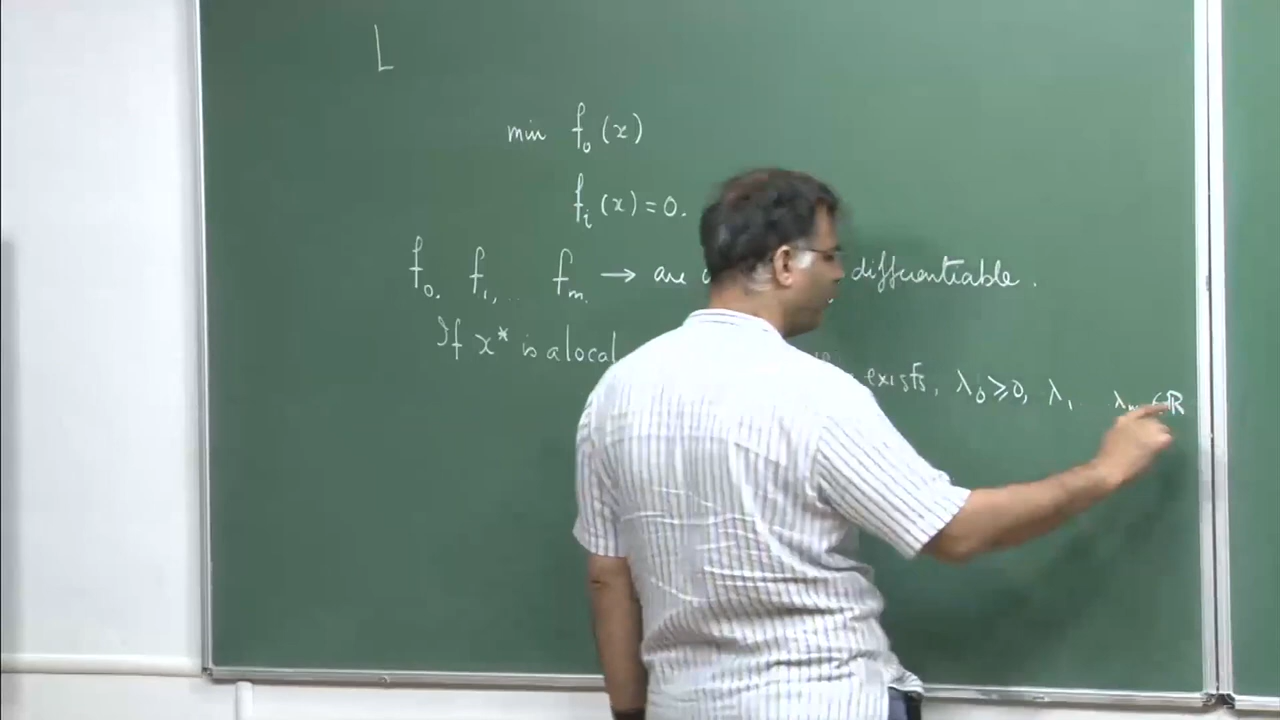 L
min f₀(x)
fᵢ(x) = 0.
f₀, f₁, … fₘ → are differentiable.
If x* is a local exists, λ₀ ≥ 0, λ₁ … λₘ ∈ ℝ